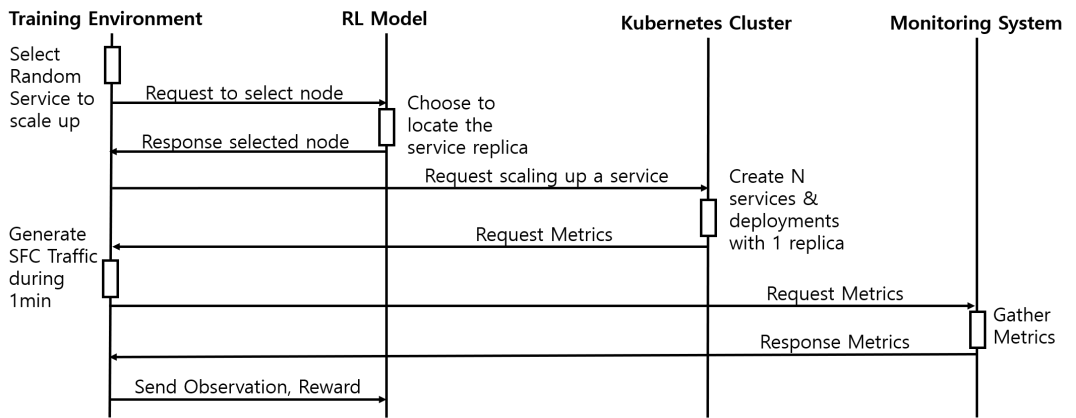 Training Environment
RL Model
Kubernetes Cluster
Monitoring System
Select
Random
Service to
scale up
Request to select node
Choose to
locate the
service replica
Response selected node
Request scaling up a service
Create N
services &
deployments
with 1 replica
Request Metrics
Generate
SFC Traffic
during
1min
Request Metrics
Gather
Metrics
Response Metrics
Send Observation, Reward